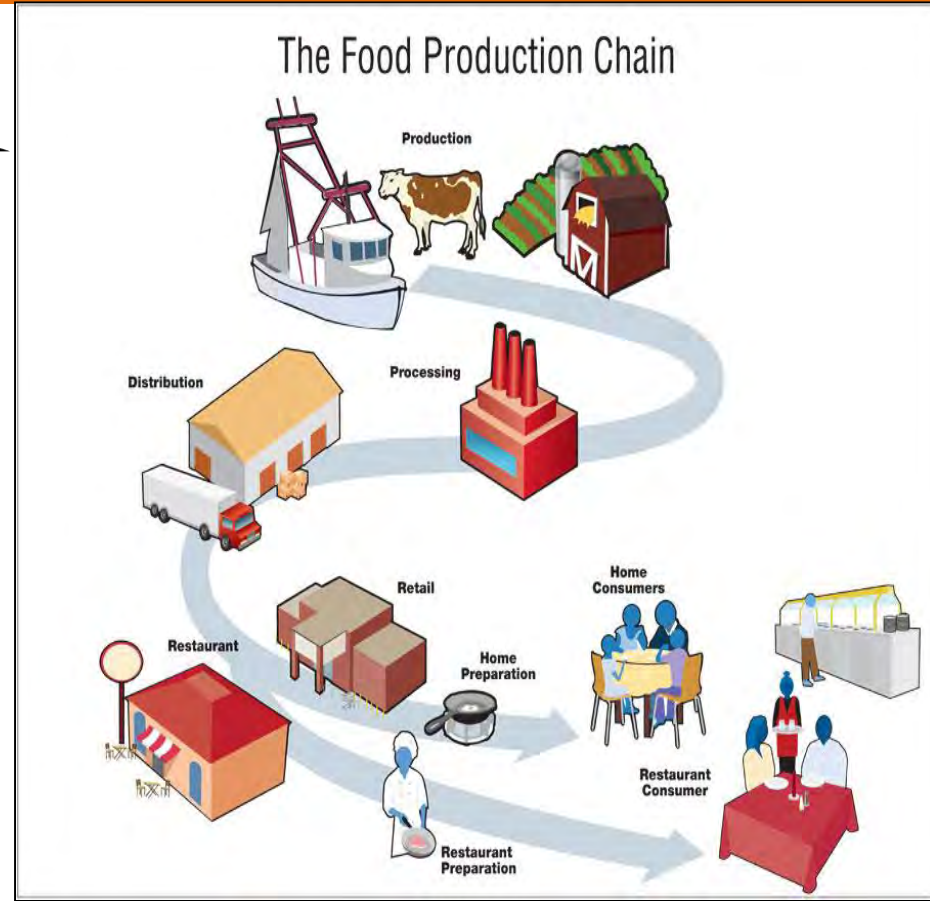 The Food Production Chain
Production
Processing
Distribution
Retail
Home
Consumers
Restaurant
Home
Preparation
Restaurant
Consumer
Restaurant
Preparation